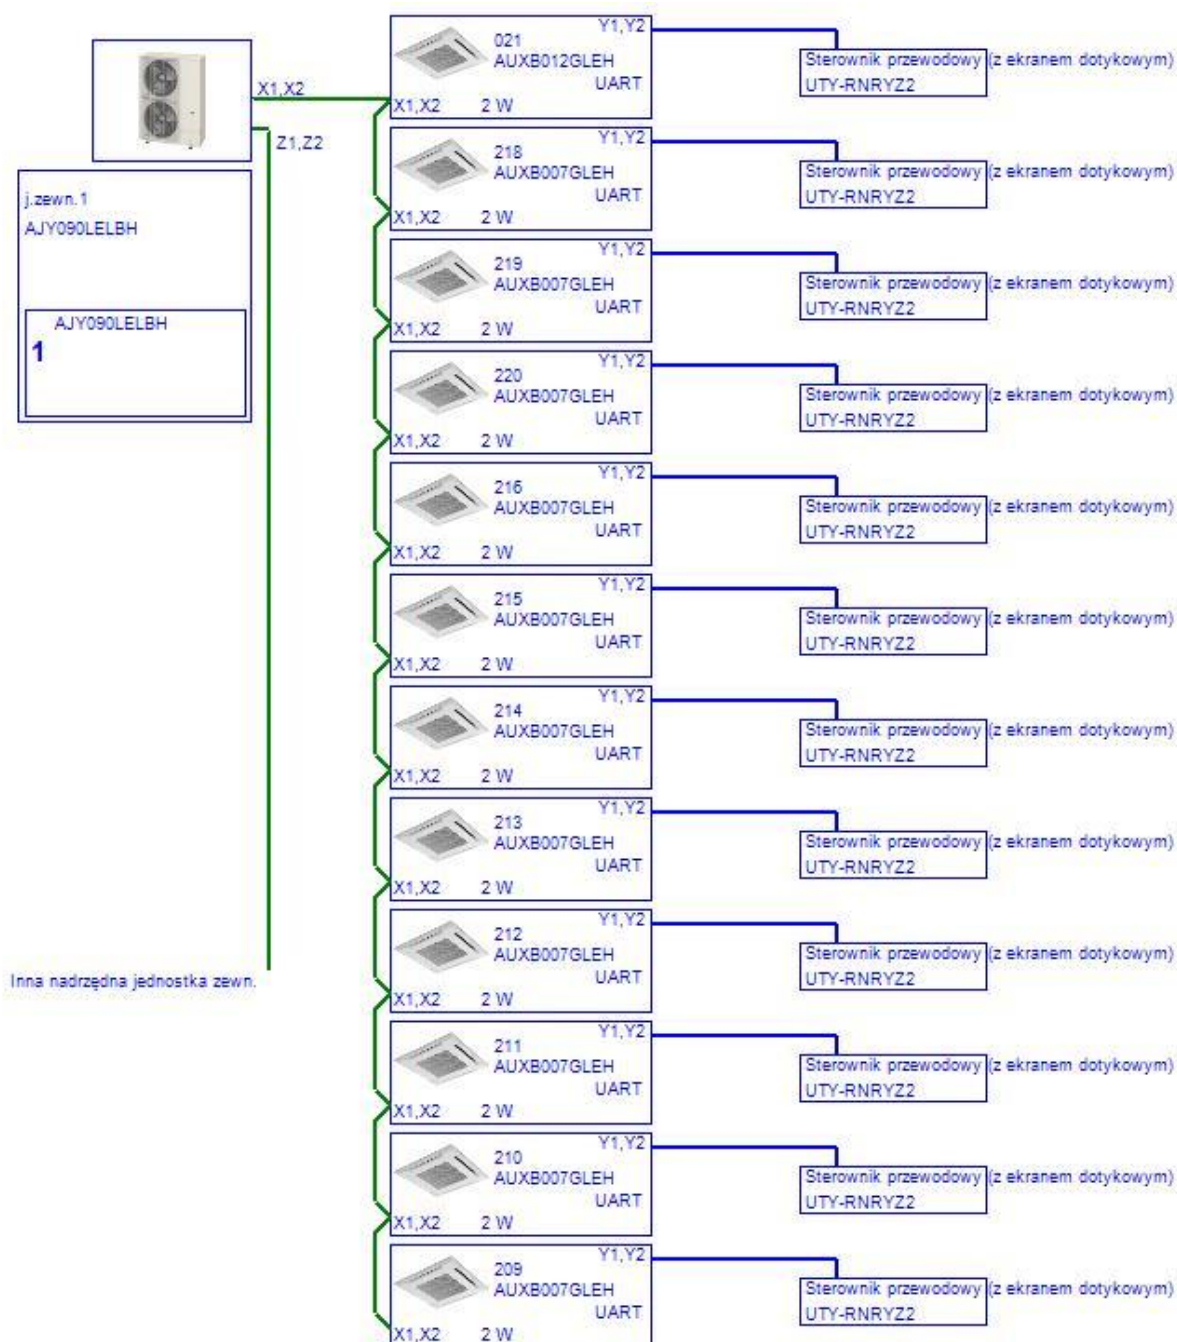 X1,X2
Z1,Z2
j.zewn.1
AJY090LELBH
AJY090LELBH
1
Inna nadrzędna jednostka zewn.
Y1,Y2
021
AUXB012GLEH
UART
X1,X2 2 W
Sterownik przewodowy (z ekranem dotykowym)
UTY-RNRYZ2
Y1,Y2
218
AUXB007GLEH
UART
X1,X2 2 W
Sterownik przewodowy (z ekranem dotykowym)
UTY-RNRYZ2
Y1,Y2
219
AUXB007GLEH
UART
X1,X2 2 W
Sterownik przewodowy (z ekranem dotykowym)
UTY-RNRYZ2
Y1,Y2
220
AUXB007GLEH
UART
X1,X2 2 W
Sterownik przewodowy (z ekranem dotykowym)
UTY-RNRYZ2
Y1,Y2
216
AUXB007GLEH
UART
X1,X2 2 W
Sterownik przewodowy (z ekranem dotykowym)
UTY-RNRYZ2
Y1,Y2
215
AUXB007GLEH
UART
X1,X2 2 W
Sterownik przewodowy (z ekranem dotykowym)
UTY-RNRYZ2
Y1,Y2
214
AUXB007GLEH
UART
X1,X2 2 W
Sterownik przewodowy (z ekranem dotykowym)
UTY-RNRYZ2
Y1,Y2
213
AUXB007GLEH
UART
X1,X2 2 W
Sterownik przewodowy (z ekranem dotykowym)
UTY-RNRYZ2
Y1,Y2
212
AUXB007GLEH
UART
X1,X2 2 W
Sterownik przewodowy (z ekranem dotykowym)
UTY-RNRYZ2
Y1,Y2
211
AUXB007GLEH
UART
X1,X2 2 W
Sterownik przewodowy (z ekranem dotykowym)
UTY-RNRYZ2
Y1,Y2
210
AUXB007GLEH
UART
X1,X2 2 W
Sterownik przewodowy (z ekranem dotykowym)
UTY-RNRYZ2
Y1,Y2
209
AUXB007GLEH
UART
X1,X2 2 W
Sterownik przewodowy (z ekranem dotykowym)
UTY-RNRYZ2